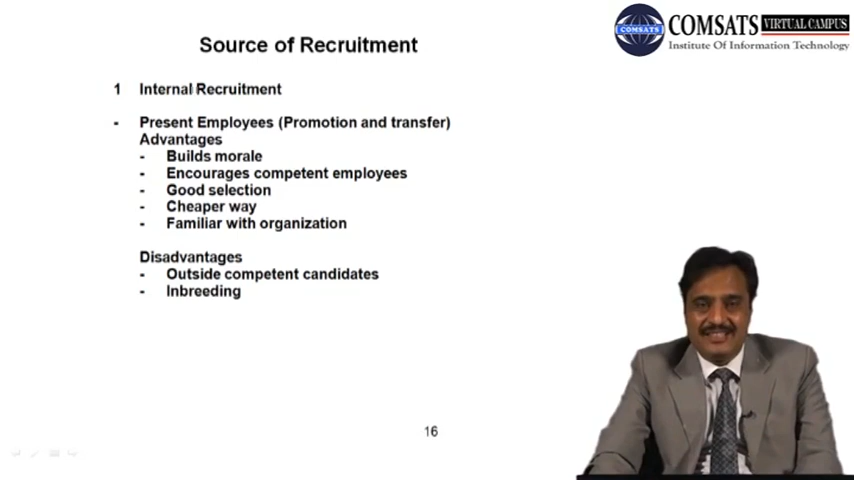 COMSATS
COMSATS VIRTUAL CAMPUS
Institute Of Information Technology
Source of Recruitment
1 Internal Recruitment
- Present Employees (Promotion and transfer)
Advantages
- Builds morale
- Encourages competent employees
- Good selection
- Cheaper way
- Familiar with organization
Disadvantages
- Outside competent candidates
- Inbreeding
16